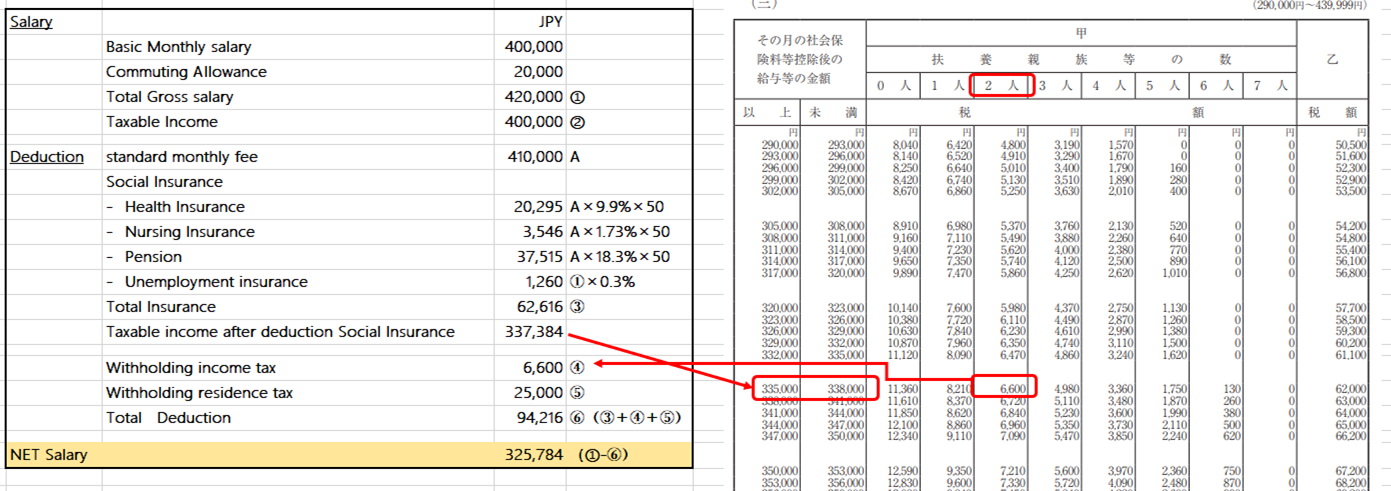 Salary JPY
Basic Monthly salary 400,000
Commuting Allowance 20,000
Total Gross salary 420,000 ①
Taxable Income 400,000 ②
Deduction standard monthly fee 410,000 A
Social Insurance
- Health Insurance 20,295 A×9.9%×50
- Nursing Insurance 3,546 A×1.73%×50
- Pension 37,515 A×18.3%×50
- Unemployment insurance 1,260 ①×0.3%
Total Insurance 62,616 ③
Taxable income after deduction Social Insurance 337,384
Withholding income tax 6,600 ④
Withholding residence tax 25,000 ⑤
Total Deduction 94,216 ⑥ (③+④+⑤)
NET Salary 325,784 (①-⑥)
(三) (290,000円~439,999円)
その月の社会保
険料等控除後の
給与等の金額
甲
扶養親族等の数
乙
0人 1人 2人 3人 4人 5人 6人 7人
以上 未満 税額 税額
円 円 円 円 円 円 円 円 円 円 円
290,000 293,000 8,040 6,420 4,800 3,190 1,570 0 0 0 50,500
293,000 296,000 8,140 6,520 4,910 3,290 1,670 0 0 0 51,600
296,000 299,000 8,250 6,640 5,010 3,400 1,790 160 0 0 52,300
299,000 302,000 8,420 6,740 5,130 3,510 1,890 280 0 0 52,900
302,000 305,000 8,670 6,860 5,250 3,630 2,010 400 0 0 53,500
305,000 308,000 8,910 6,980 5,370 3,760 2,130 520 0 0 54,200
308,000 311,000 9,160 7,110 5,490 3,880 2,260 640 0 0 54,800
311,000 314,000 9,400 7,230 5,620 4,000 2,380 770 0 0 55,400
314,000 317,000 9,650 7,350 5,740 4,120 2,500 890 0 0 56,100
317,000 320,000 9,890 7,470 5,860 4,250 2,620 1,010 0 0 56,800
320,000 323,000 10,140 7,600 5,980 4,370 2,750 1,130 0 0 57,700
323,000 326,000 10,380 7,720 6,110 4,490 2,870 1,260 0 0 58,500
326,000 329,000 10,630 7,840 6,230 4,610 2,990 1,380 0 0 59,300
329,000 332,000 10,870 7,960 6,350 4,740 3,110 1,500 0 0 60,200
332,000 335,000 11,120 8,090 6,470 4,860 3,240 1,620 0 0 61,100
335,000 338,000 11,360 8,210 6,600 4,980 3,360 1,750 130 0 62,000
338,000 341,000 11,610 8,370 6,720 5,110 3,480 1,870 260 0 63,000
341,000 344,000 11,850 8,620 6,840 5,230 3,600 1,990 380 0 64,000
344,000 347,000 12,100 8,860 6,960 5,350 3,730 2,110 500 0 65,000
347,000 350,000 12,340 9,110 7,090 5,470 3,850 2,240 620 0 66,200
350,000 353,000 12,590 9,350 7,210 5,600 3,970 2,360 750 0 67,200
353,000 356,000 12,830 9,600 7,330 5,720 4,090 2,480 870 0 68,200